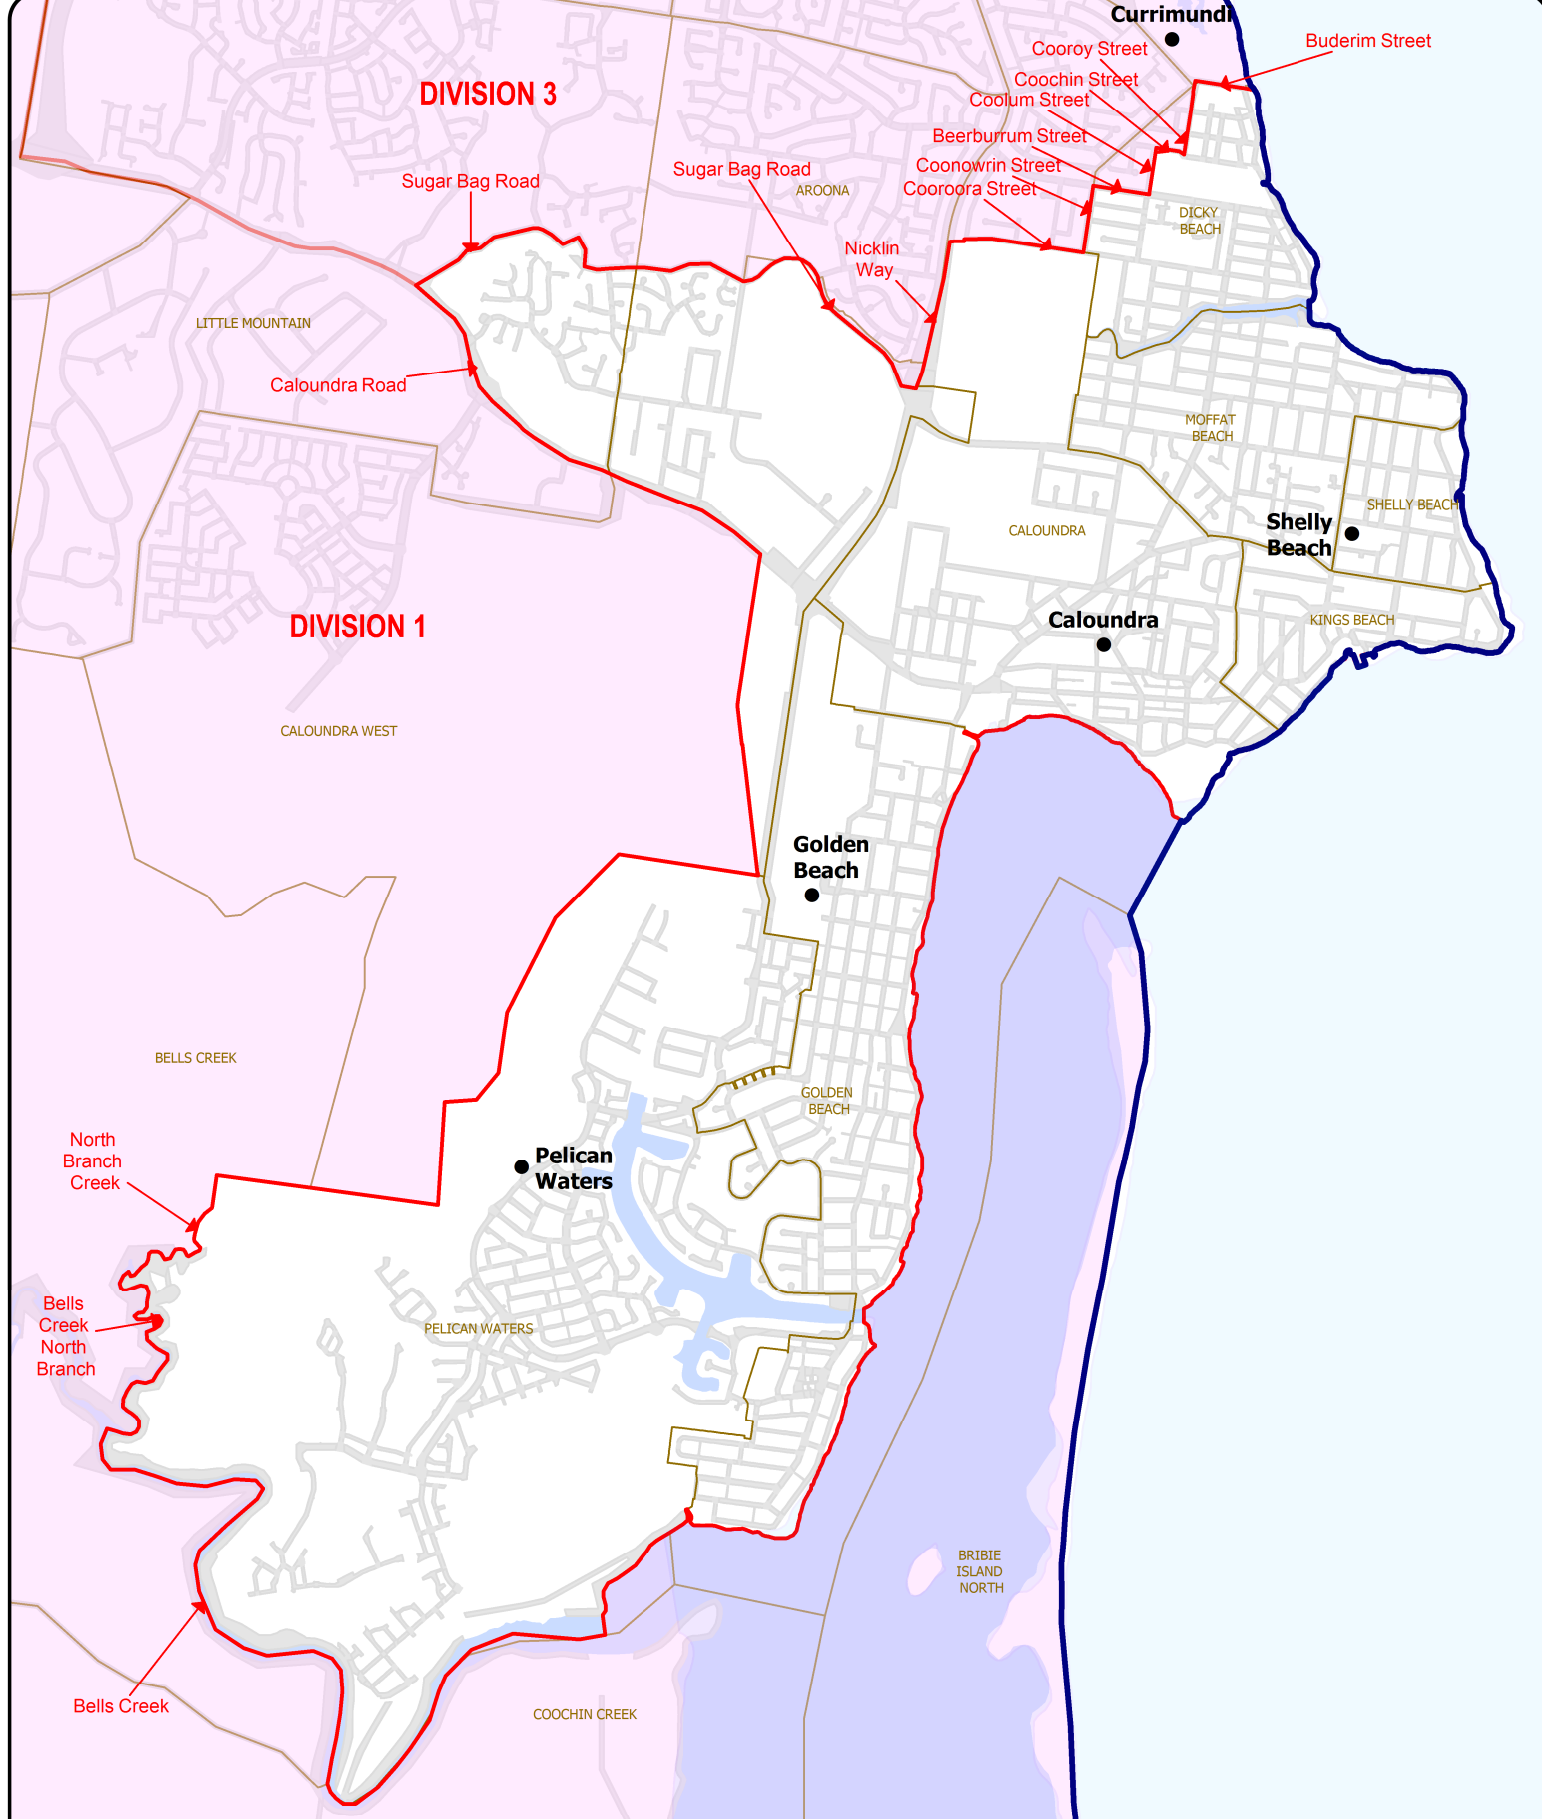 Currimundi
Buderim Street
Cooroy Street
Coochin Street
DIVISION 3
Coolum Street
Beerburrum Street
Coonowrin Street
Sugar Bag Road
Sugar Bag Road
Cooroora Street
AROONA
DICKY
BEACH
Nicklin
Way
LITTLE MOUNTAIN
Caloundra Road
MOFFAT
BEACH
SHELLY BEACH
Shelly
Beach
CALOUNDRA
DIVISION 1
Caloundra
KINGS BEACH
CALOUNDRA WEST
Golden
Beach
BELLS CREEK
GOLDEN
BEACH
North
Branch
Creek
Pelican
Waters
Bells
Creek
North
Branch
PELICAN WATERS
BRIBIE
ISLAND
NORTH
Bells Creek
COOCHIN CREEK